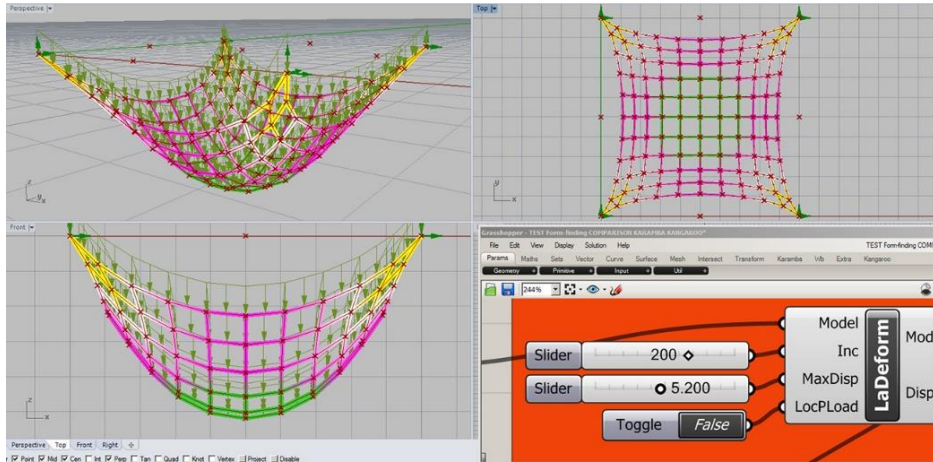 Perspective
Top
z
y
x
y
x
Front
z
x
Grasshopper - TEST Form-finding COMPARISON KARAMBA KANGAROO*
File Edit View Display Solution Help
TEST Form-finding COM
Params Maths Sets Vector Curve Surface Mesh Intersect Transform Karamba Vib Extra Kangaroo
Geometry Primitive Input Util
244%
Slider 200
Slider 5.200
Toggle False
Model
Inc
MaxDisp
LocPLoad
LaDeform
Mod
Disp
Perspective Top Front Right
r Point Mid Cen Int Perp Tan Quad Knot Vertex Project Disable